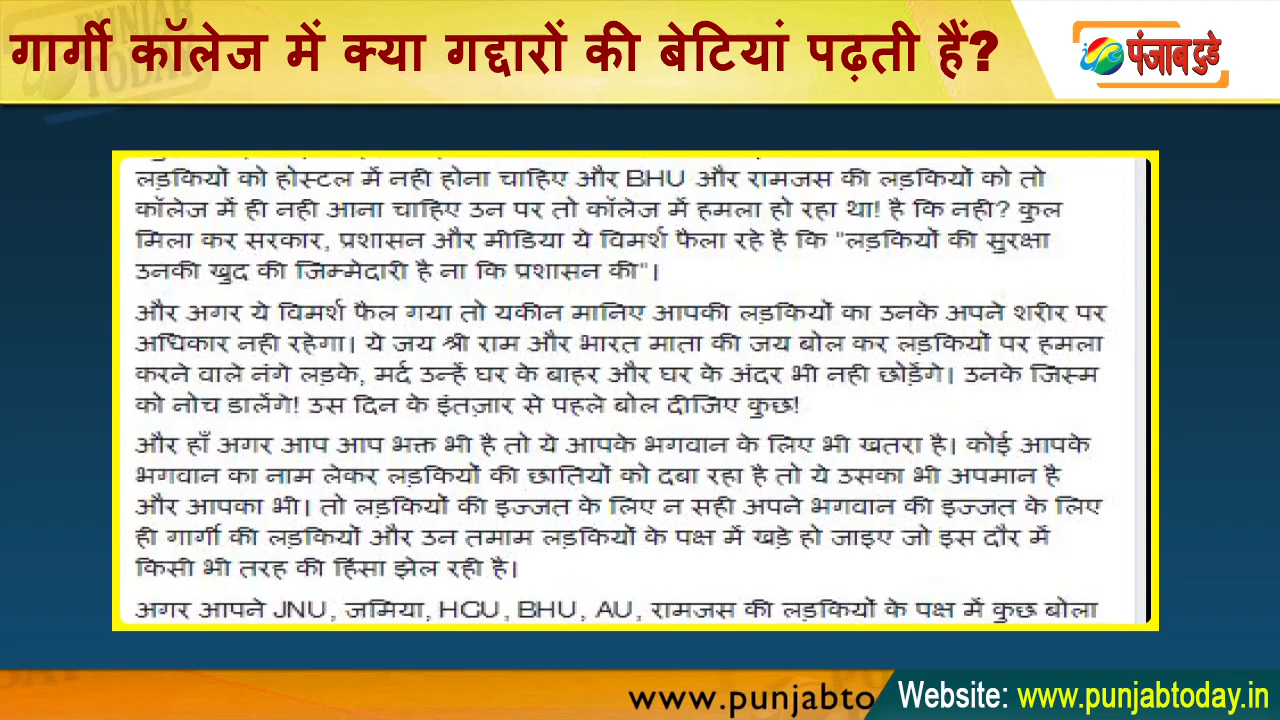 गार्गी कॉलेज में क्या गद्दारों की बेटियां पढ़ती हैं?
पंजाब टुडे
लड़कियों को होस्टल में नही होना चाहिए और BHU और रामजस की लड़कियों को तो
कॉलेज में ही नही आना चाहिए उन पर तो कॉलेज में हमला हो रहा था! है कि नही? कुल
मिला कर सरकार, प्रशासन और मीडिया ये विमर्श फैला रहे है कि "लड़कियों की सुरक्षा
उनकी खुद की जिम्मेदारी है ना कि प्रशासन की"।
और अगर ये विमर्श फैल गया तो यकीन मानिए आपकी लड़कियों का उनके अपने शरीर पर
अधिकार नही रहेगा। ये जय श्री राम और भारत माता की जय बोल कर लड़कियों पर हमला
करने वाले नंगे लड़के, मर्द उन्हें घर के बाहर और घर के अंदर भी नही छोड़ेंगे। उनके जिस्म
को नोच डालेंगे! उस दिन के इंतज़ार से पहले बोल दीजिए कुछ!
और हाँ अगर आप आप भक्त भी है तो ये आपके भगवान के लिए भी खतरा है। कोई आपके
भगवान का नाम लेकर लड़कियों की छातियों को दबा रहा है तो ये उसका भी अपमान है
और आपका भी। तो लड़कियों की इज्जत के लिए न सही अपने भगवान की इज्जत के लिए
ही गार्गी की लड़कियों और उन तमाम लड़कियों के पक्ष में खड़े हो जाइए जो इस दौर में
किसी भी तरह की हिंसा झेल रही है।
अगर आपने JNU, जमिया, HCU, BHU, AU, रामजस की लड़कियों के पक्ष में कुछ बोला
www.punjabto
Website: www.punjabtoday.in